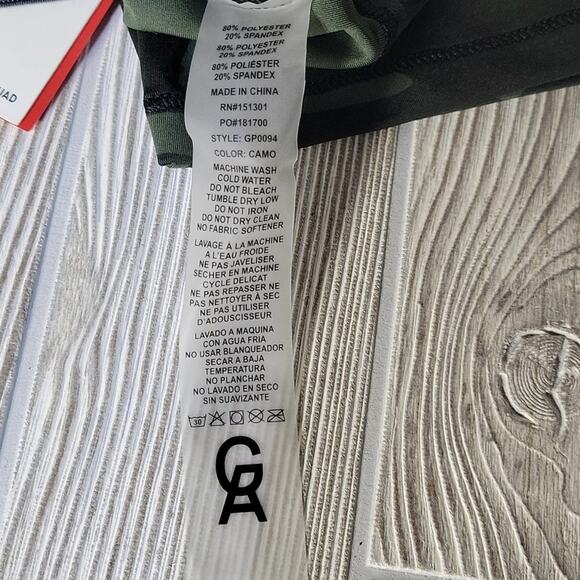 80% POLYESTER
20% SPANDEX
80% POLYESTER
20% SPANDEX
80% POLIÉSTER
20% SPANDEX
MADE IN CHINA
RN#151301
PO#181700
STYLE: GP0094
COLOR: CAMO
MACHINE WASH
COLD WATER
DO NOT BLEACH
TUMBLE DRY LOW
DO NOT IRON
DO NOT DRY CLEAN
NO FABRIC SOFTENER
LAVAGE À LA MACHINE
A L'EAU FROIDE
NE PAS JAVELISER
SECHER EN MACHINE
CYCLE DELICAT
NE PAS REPASSER NE
PAS NETTOYER À SEC
NE PAS UTILISER
D'ADOUSCISSEUR
LAVADO A MAQUINA
CON AGUA FRIA
NO USAR BLANQUEADOR
SECAR A BAJA
TEMPERATURA
NO PLANCHAR
NO LAVADO EN SECO
SIN SUAVIZANTE
30
GA